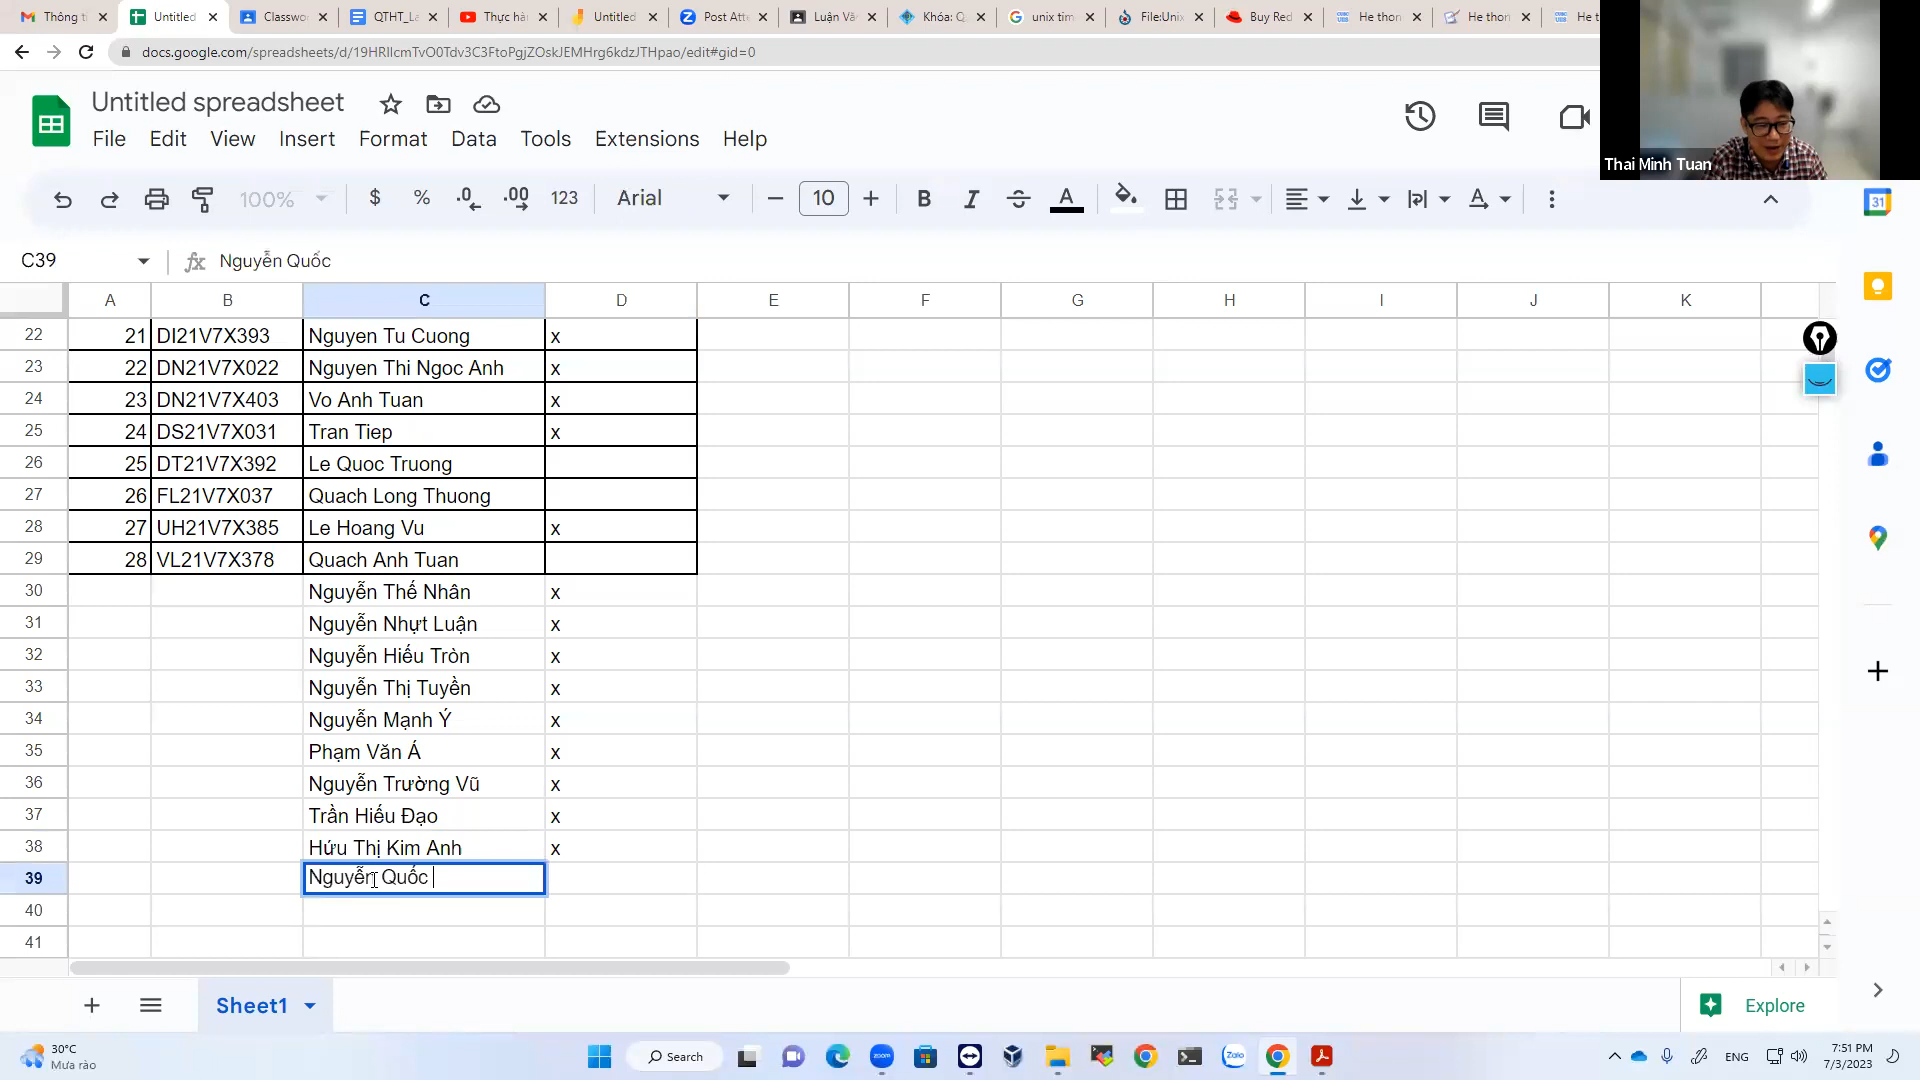 Thông t
Untitled
Classwo
QTHT_L
Thực hà
Untitled
Post Atte
Luận Vă
Khóa: Q
unix tim
File:Unix
Buy Red
He thon
He thon
He t
docs.google.com/spreadsheets/d/19HRIlcmTvO0Tdv3C3FtoPgjZOskJEMHrg6kdzJTHpao/edit#gid=0
Untitled spreadsheet
File Edit View Insert Format Data Tools Extensions Help
Thai Minh Tuan
100% $ % .0 .00 123 Arial 10 B I S A
31
C39 fx Nguyễn Quốc
A B C D E F G H I J K
22 21 DI21V7X393 Nguyen Tu Cuong x
23 22 DN21V7X022 Nguyen Thi Ngoc Anh x
24 23 DN21V7X403 Vo Anh Tuan x
25 24 DS21V7X031 Tran Tiep x
26 25 DT21V7X392 Le Quoc Truong
27 26 FL21V7X037 Quach Long Thuong
28 27 UH21V7X385 Le Hoang Vu x
29 28 VL21V7X378 Quach Anh Tuan
30 Nguyễn Thế Nhân x
31 Nguyễn Nhựt Luận x
32 Nguyễn Hiếu Tròn x
33 Nguyễn Thị Tuyền x
34 Nguyễn Mạnh Ý x
35 Phạm Văn Á x
36 Nguyễn Trường Vũ x
37 Trần Hiếu Đạo x
38 Hứu Thị Kim Anh x
39 Nguyễn Quốc
40
41
Sheet1
Explore
30°C
Mưa rào
Search
zoom
Zalo
ENG
7:51 PM
7/3/2023